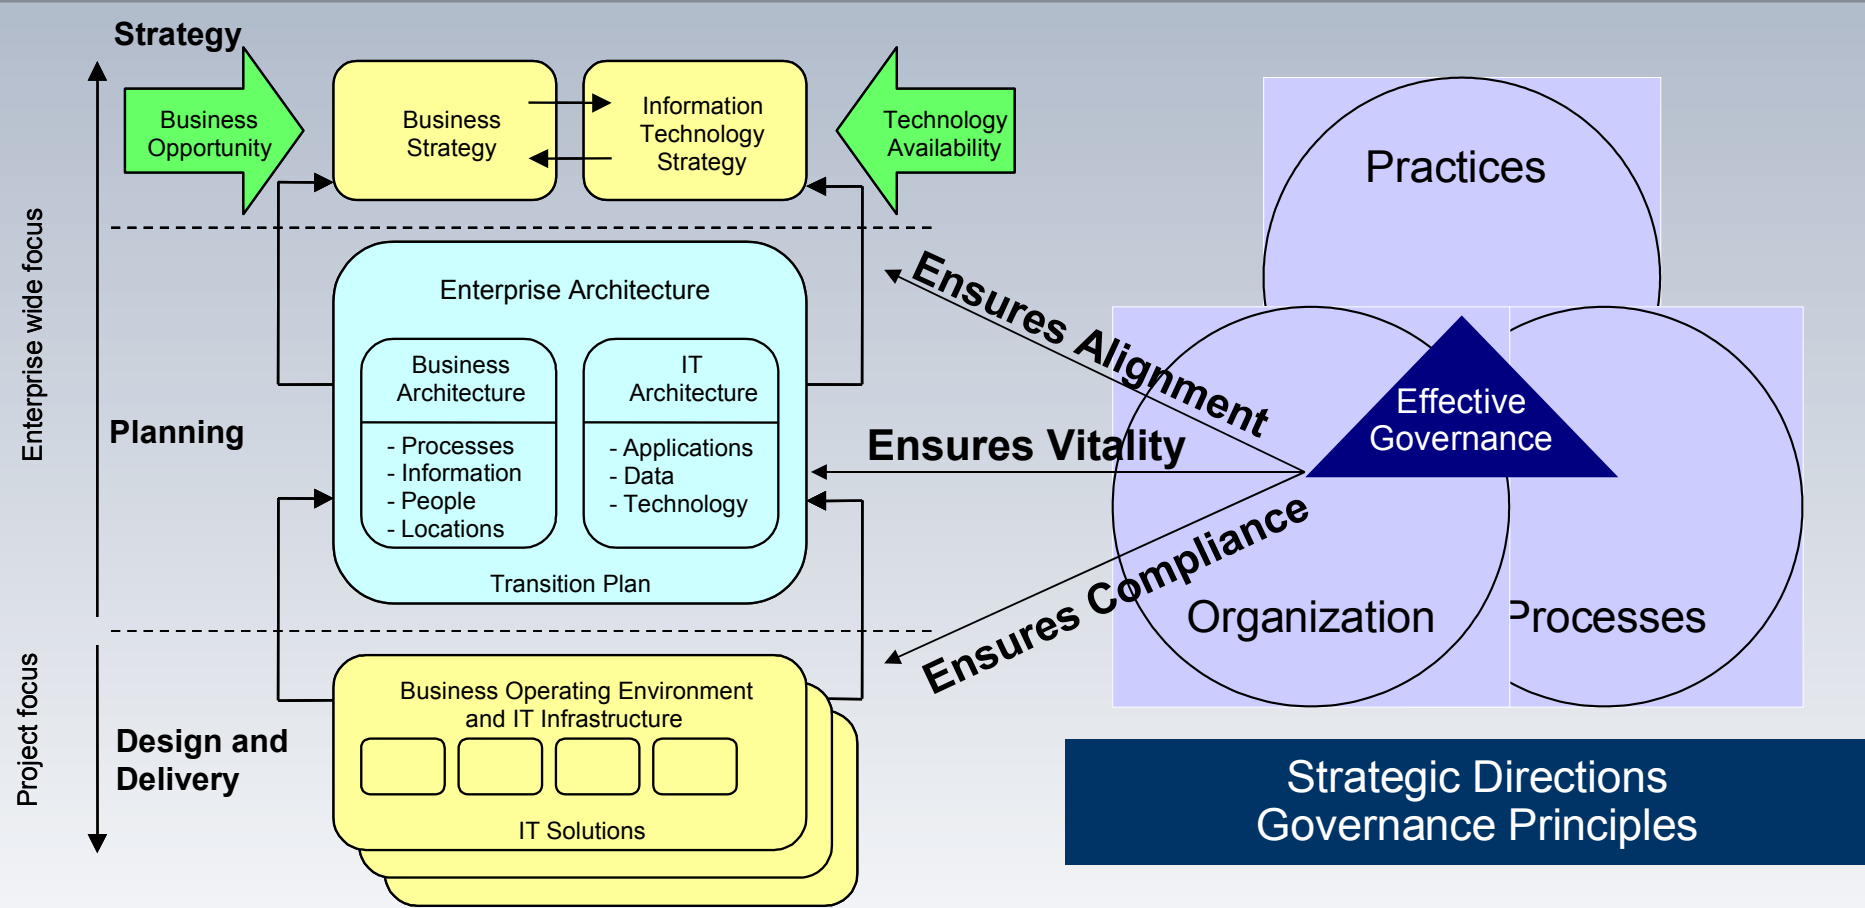 Strategy
Business
Opportunity
Business
Strategy
Information
Technology
Strategy
Technology
Availability
Enterprise wide focus
Planning
Enterprise Architecture
Business
Architecture
- Processes
- Information
- People
- Locations
IT
Architecture
- Applications
- Data
- Technology
Transition Plan
Project focus
Design and
Delivery
Business Operating Environment
and IT Infrastructure
IT Solutions
Ensures Alignment
Ensures Vitality
Ensures Compliance
Practices
Effective
Governance
Organization
Processes
Strategic Directions
Governance Principles